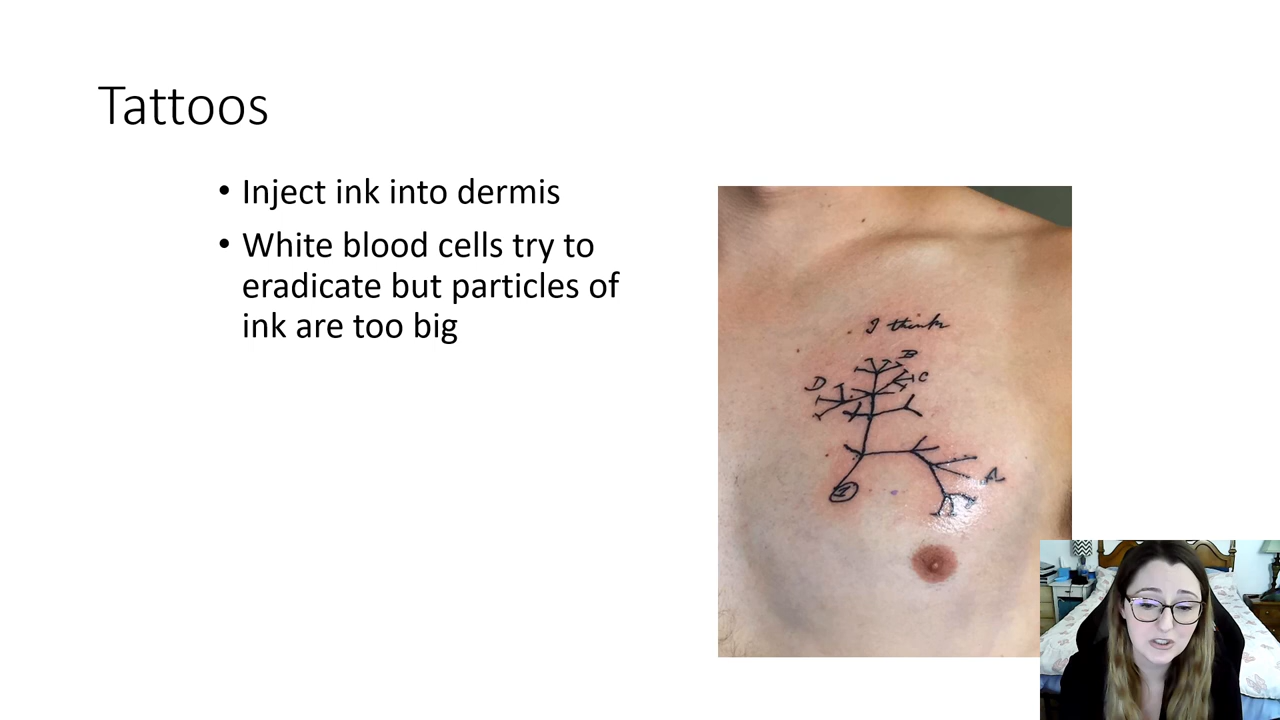 Tattoos
• Inject ink into dermis
• White blood cells try to
eradicate but particles of
ink are too big
I think
B
C
D
A
1